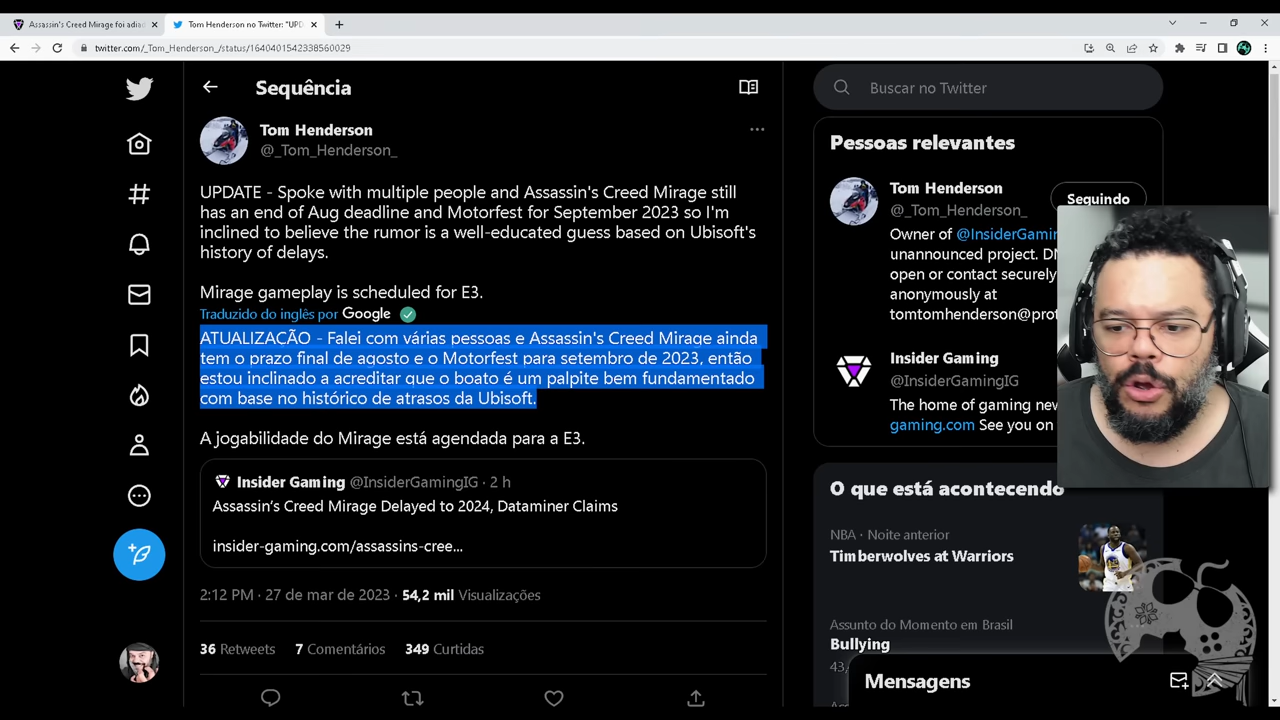 Assassin's Creed Mirage foi adiad
Tom Henderson no Twitter: "UPD
twitter.com/_Tom_Henderson_/status/1640401542338560029
Sequência
Tom Henderson
@_Tom_Henderson_
UPDATE - Spoke with multiple people and Assassin's Creed Mirage still
has an end of Aug deadline and Motorfest for September 2023 so I'm
inclined to believe the rumor is a well-educated guess based on Ubisoft's
history of delays.
Mirage gameplay is scheduled for E3.
Traduzido do inglês por Google
ATUALIZAÇÃO - Falei com várias pessoas e Assassin's Creed Mirage ainda
tem o prazo final de agosto e o Motorfest para setembro de 2023, então
estou inclinado a acreditar que o boato é um palpite bem fundamentado
com base no histórico de atrasos da Ubisoft.
A jogabilidade do Mirage está agendada para a E3.
Insider Gaming @InsiderGamingIG · 2 h
Assassin's Creed Mirage Delayed to 2024, Dataminer Claims
insider-gaming.com/assassins-cree...
2:12 PM · 27 de mar de 2023 · 54,2 mil Visualizações
36 Retweets 7 Comentários 349 Curtidas
Buscar no Twitter
Pessoas relevantes
Tom Henderson
@_Tom_Henderson_
Seguindo
Owner of @InsiderGamin
unannounced project. DM
open or contact securely
anonymously at
tomtomhenderson@prot
Insider Gaming
@InsiderGamingIG
The home of gaming new
gaming.com See you on
O que está acontecendo
NBA · Noite anterior
Timberwolves at Warriors
Assunto do Momento em Brasil
Bullying
43,
Mensagens